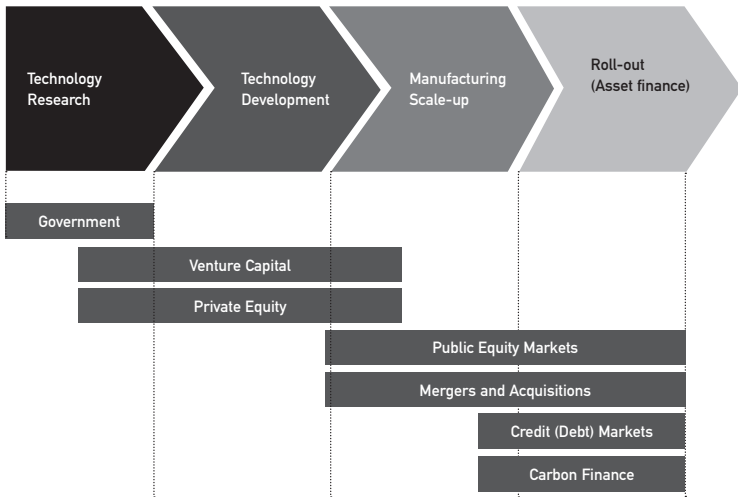 Technology
Research
Technology
Development
Manufacturing
Scale-up
Roll-out
(Asset finance)
Government
Venture Capital
Private Equity
Public Equity Markets
Mergers and Acquisitions
Credit (Debt) Markets
Carbon Finance